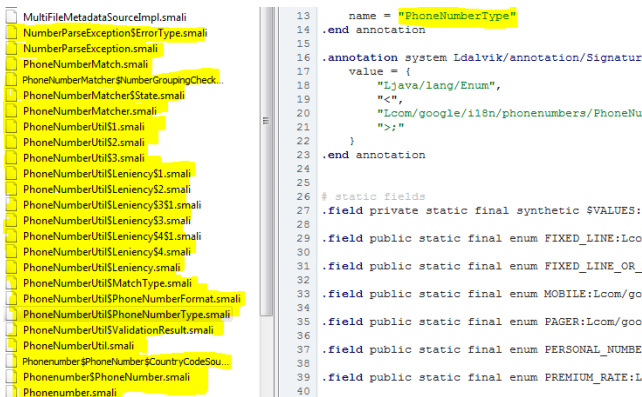 MultiFileMetadataSourceImpl.smali
NumberParseException$ErrorType.smali
NumberParseException.smali
PhoneNumberMatch.smali
PhoneNumberMatcher$NumberGroupingCheck...
PhoneNumberMatcher$State.smali
PhoneNumberMatcher.smali
PhoneNumberUtil$1.smali
PhoneNumberUtil$2.smali
PhoneNumberUtil$3.smali
PhoneNumberUtil$Leniency$1.smali
PhoneNumberUtil$Leniency$2.smali
PhoneNumberUtil$Leniency$3$1.smali
PhoneNumberUtil$Leniency$3.smali
PhoneNumberUtil$Leniency$4$1.smali
PhoneNumberUtil$Leniency$4.smali
PhoneNumberUtil$Leniency.smali
PhoneNumberUtil$MatchType.smali
PhoneNumberUtil$PhoneNumberFormat.smali
PhoneNumberUtil$PhoneNumberType.smali
PhoneNumberUtil$ValidationResult.smali
PhoneNumberUtil.smali
Phonenumber$PhoneNumber$CountryCodeSou...
Phonenumber$PhoneNumber.smali
Phonenumber.smali
13 name = "PhoneNumberType"
14 .end annotation
15
16 .annotation system Ldalvik/annotation/Signatur
17 value = {
18 "Ljava/lang/Enum",
19 "<",
20 "Lcom/google/i18n/phonenumbers/PhoneNu
21 ">;"
22 }
23 .end annotation
24
25
26 # static fields
27 .field private static final synthetic $VALUES:
28
29 .field public static final enum FIXED_LINE:Lco
30
31 .field public static final enum FIXED_LINE_OR_
32
33 .field public static final enum MOBILE:Lcom/go
34
35 .field public static final enum PAGER:Lcom/goo
36
37 .field public static final enum PERSONAL_NUMBE
38
39 .field public static final enum PREMIUM_RATE:L
40